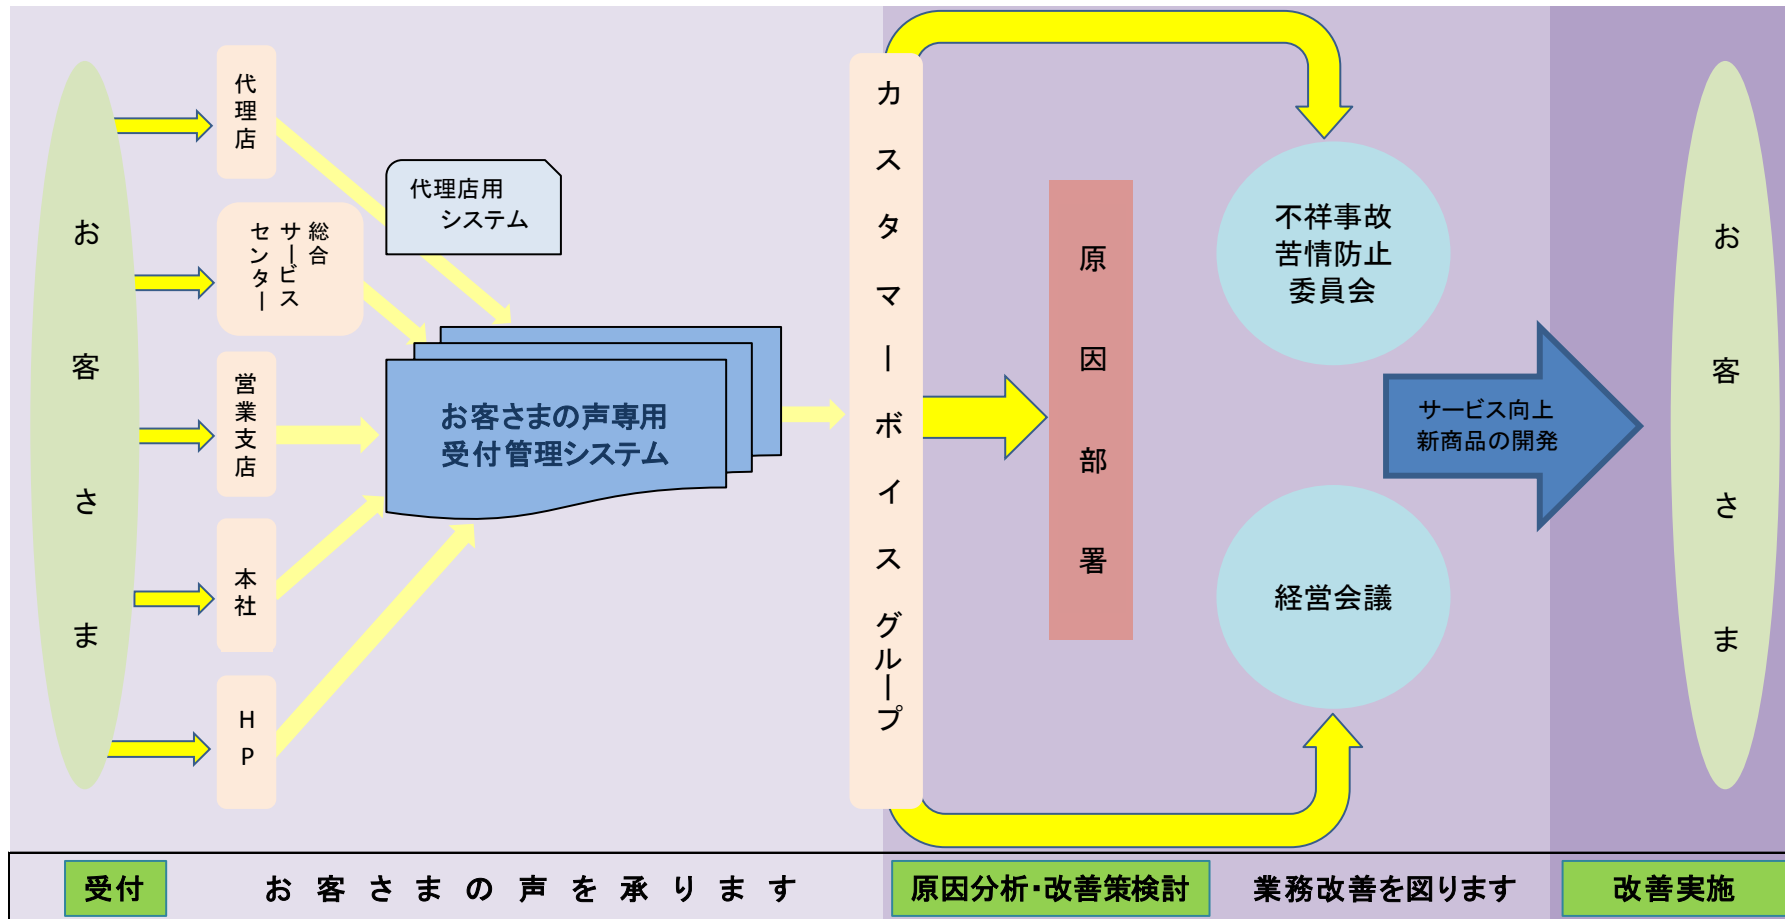 お客さま
代理店
総合
サービス
センター
営業支店
本社
HP
代理店用
システム
お客さまの声専用
受付管理システム
カスタマーボイスグループ
原因部署
不祥事故
苦情防止
委員会
経営会議
サービス向上
新商品の開発
お客さま
受付
お客さまの声を承ります
原因分析・改善策検討
業務改善を図ります
改善実施